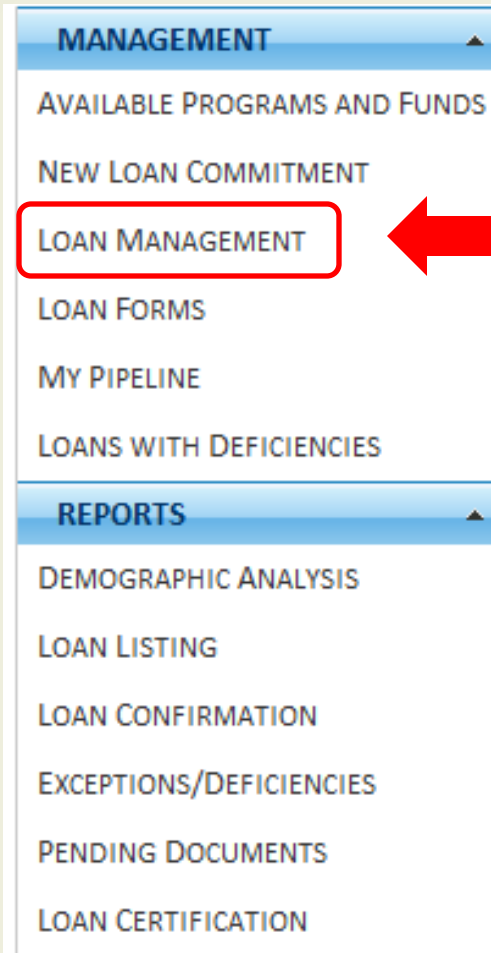 MANAGEMENT
AVAILABLE PROGRAMS AND FUNDS
NEW LOAN COMMITMENT
LOAN MANAGEMENT
LOAN FORMS
MY PIPELINE
LOANS WITH DEFICIENCIES
REPORTS
DEMOGRAPHIC ANALYSIS
LOAN LISTING
LOAN CONFIRMATION
EXCEPTIONS/DEFICIENCIES
PENDING DOCUMENTS
LOAN CERTIFICATION